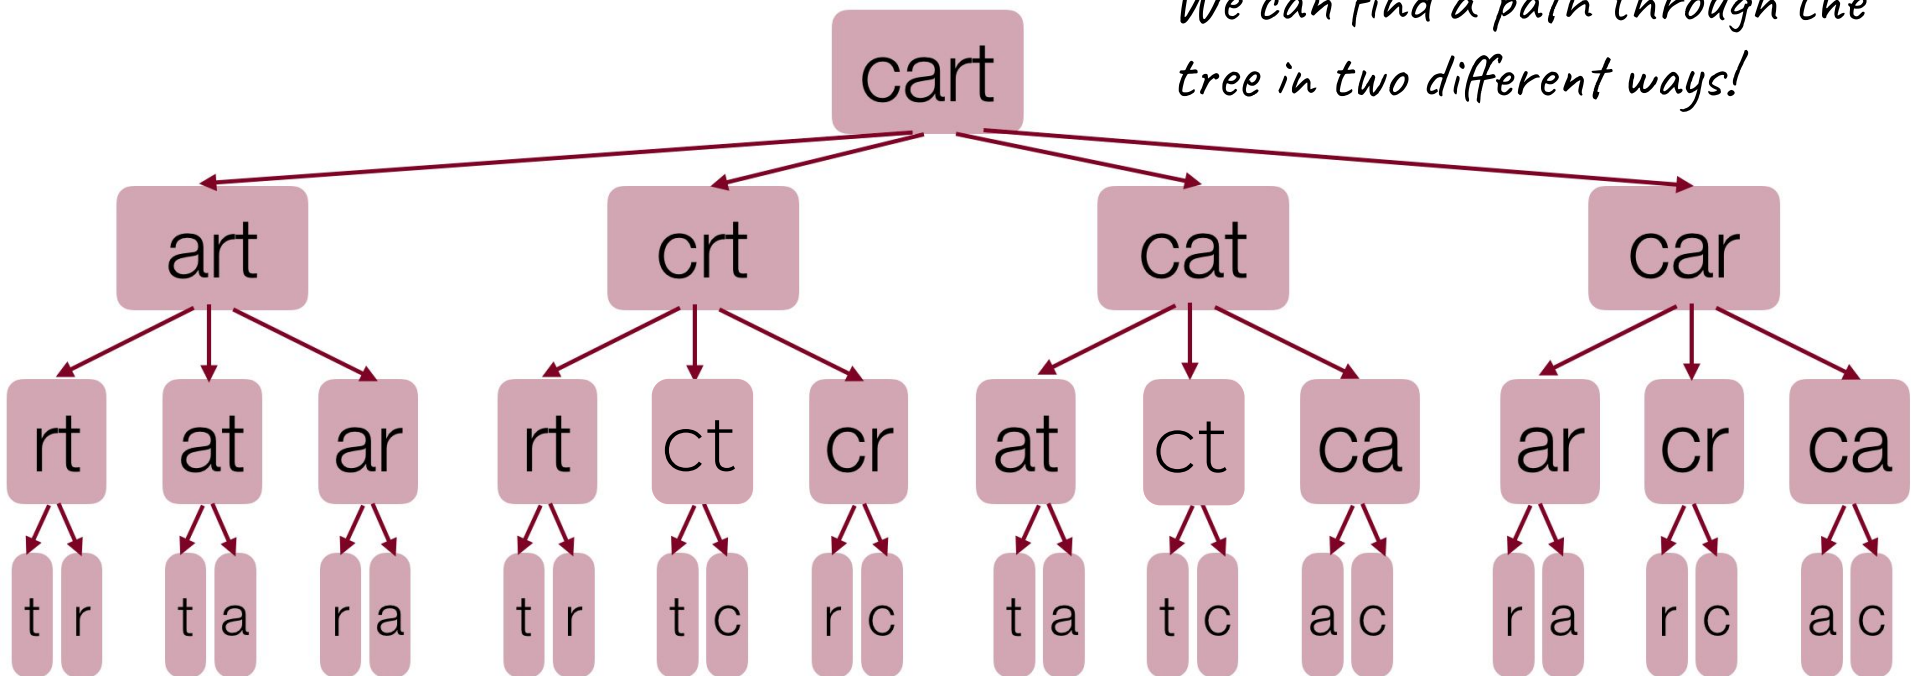 We can find a path through the
tree in two different ways!
cart
art crt cat car
rt at ar rt ct cr at ct ca ar cr ca
t r t a r a t r t c r c t a t c a c r a r c a c